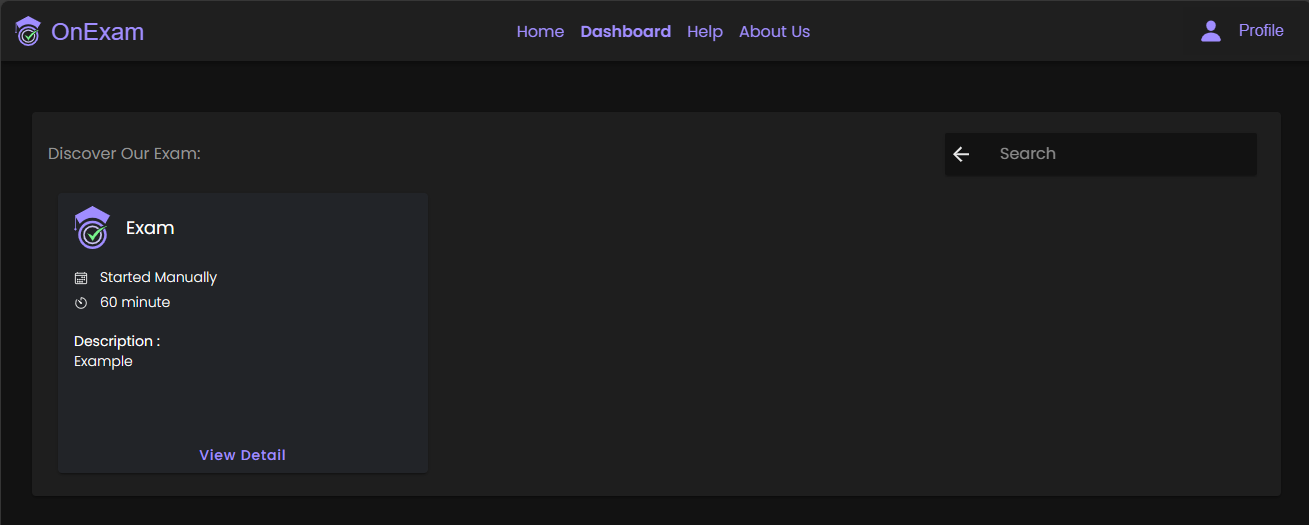 OnExam
Home Dashboard Help About Us
Profile
Discover Our Exam:
Search
Exam
Started Manually
60 minute
Description :
Example
View Detail